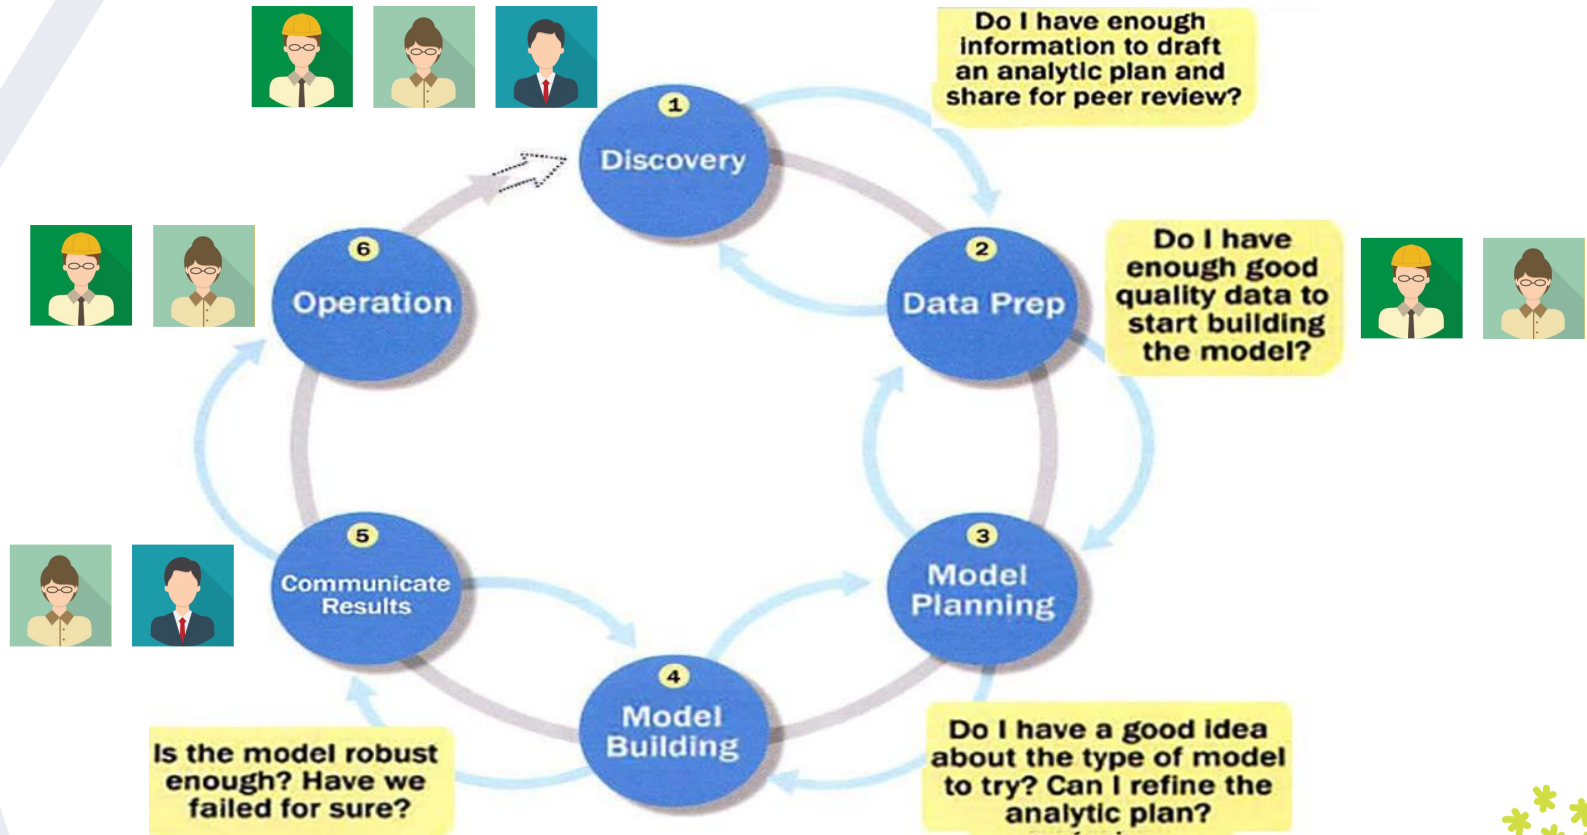 Do I have enough
information to draft
an analytic plan and
share for peer review?
1
Discovery
2
Data Prep
Do I have
enough good
quality data to
start building
the model?
3
Model
Planning
Do I have a good idea
about the type of model
to try? Can I refine the
analytic plan?
4
Model
Building
Is the model robust
enough? Have we
failed for sure?
5
Communicate
Results
6
Operation